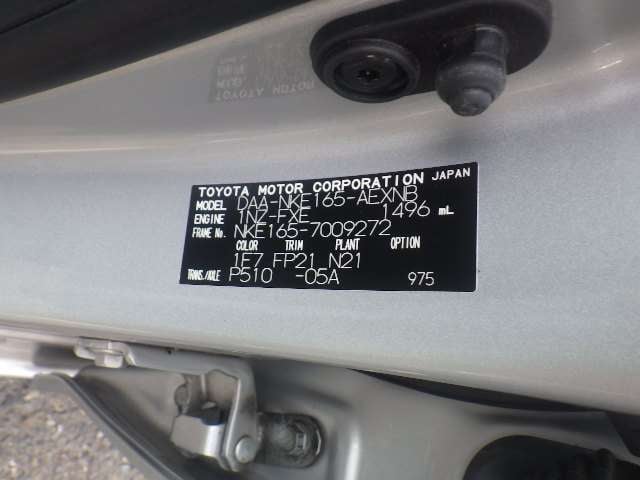 TOYOTA MOTOR CORPORATION JAPAN
MODEL DAA-NKE165-AEXNB
ENGINE 1NZ-FXE 1496 mL
FRAME No. NKE165-7009272
COLOR TRIM PLANT OPTION
1F7 FP21 N21
TRANS./AXLE P510 -05A 975